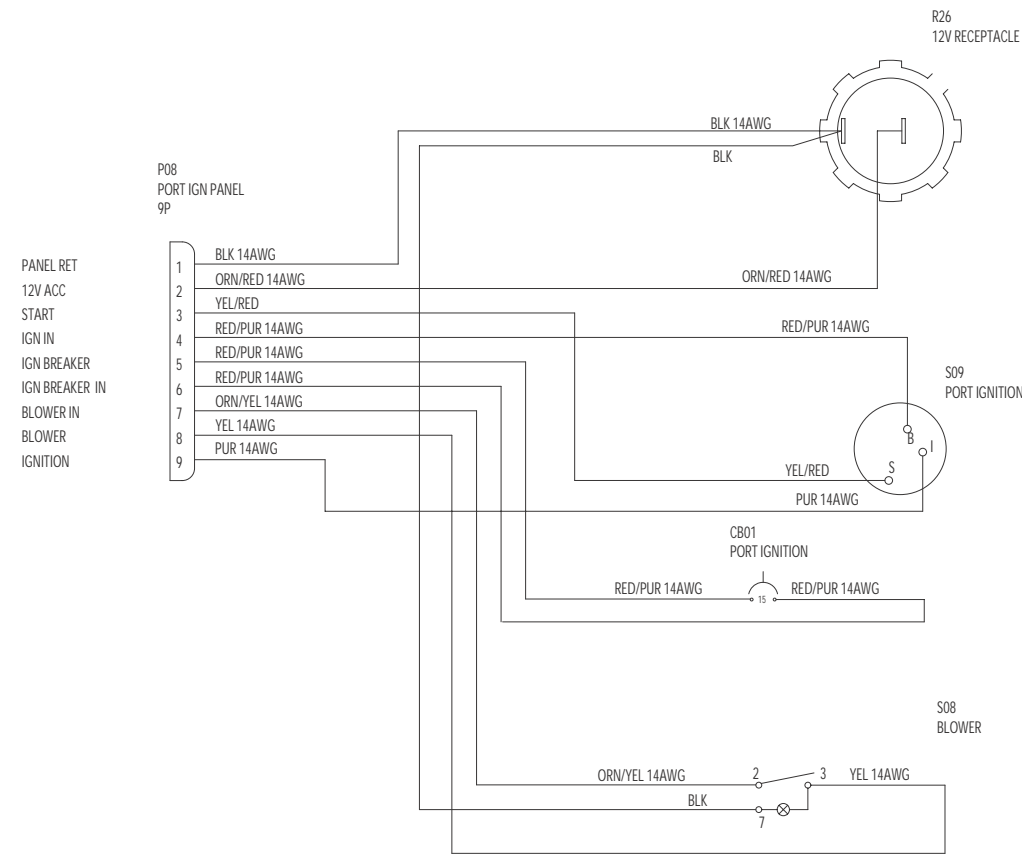 R26
12V RECEPTACLE
BLK 14AWG
BLK
P08
PORT IGN PANEL
9P
PANEL RET
1
BLK 14AWG
12V ACC
2
ORN/RED 14AWG
ORN/RED 14AWG
START
3
YEL/RED
IGN IN
4
RED/PUR 14AWG
RED/PUR 14AWG
IGN BREAKER
5
RED/PUR 14AWG
IGN BREAKER IN
6
RED/PUR 14AWG
BLOWER IN
7
ORN/YEL 14AWG
BLOWER
8
YEL 14AWG
IGNITION
9
PUR 14AWG
S09
PORT IGNITION
B
I
S
YEL/RED
PUR 14AWG
CB01
PORT IGNITION
RED/PUR 14AWG
15
RED/PUR 14AWG
S08
BLOWER
ORN/YEL 14AWG
2
3
YEL 14AWG
BLK
7